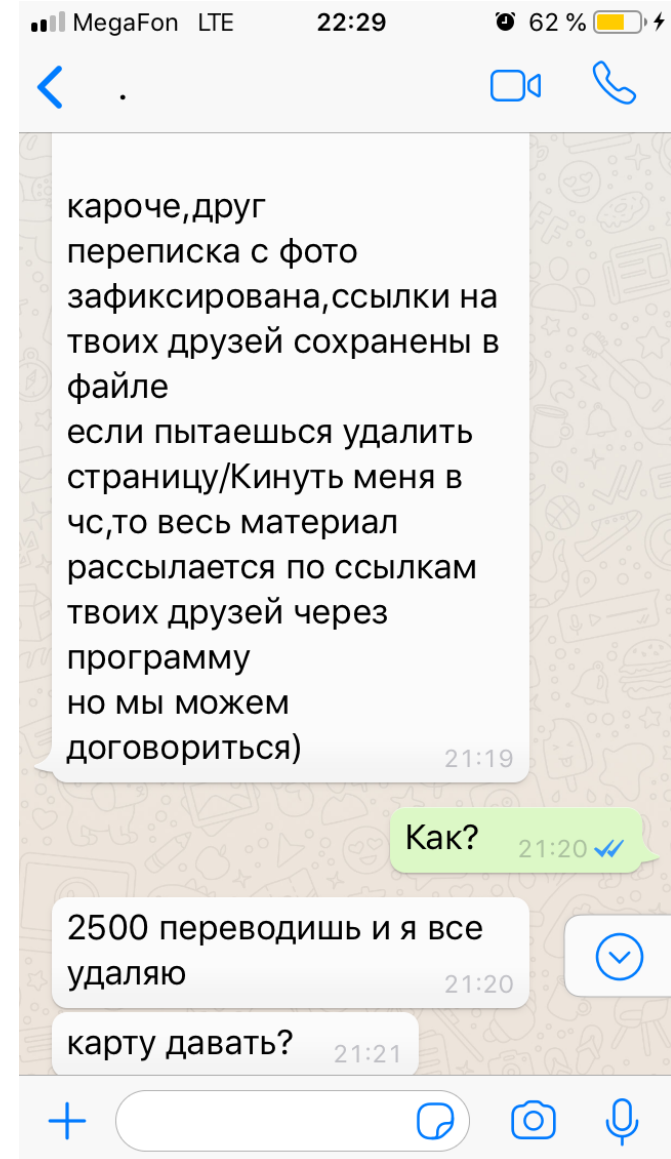 MegaFon LTE 22:29 62 %
.
кароче,друг
переписка с фото
зафиксирована,ссылки на
твоих друзей сохранены в
файле
если пытаешься удалить
страницу/Кинуть меня в
чс,то весь материал
рассылается по ссылкам
твоих друзей через
программу
но мы можем
договориться)
21:19
Как? 21:20
2500 переводишь и я все
удаляю
21:20
карту давать? 21:21